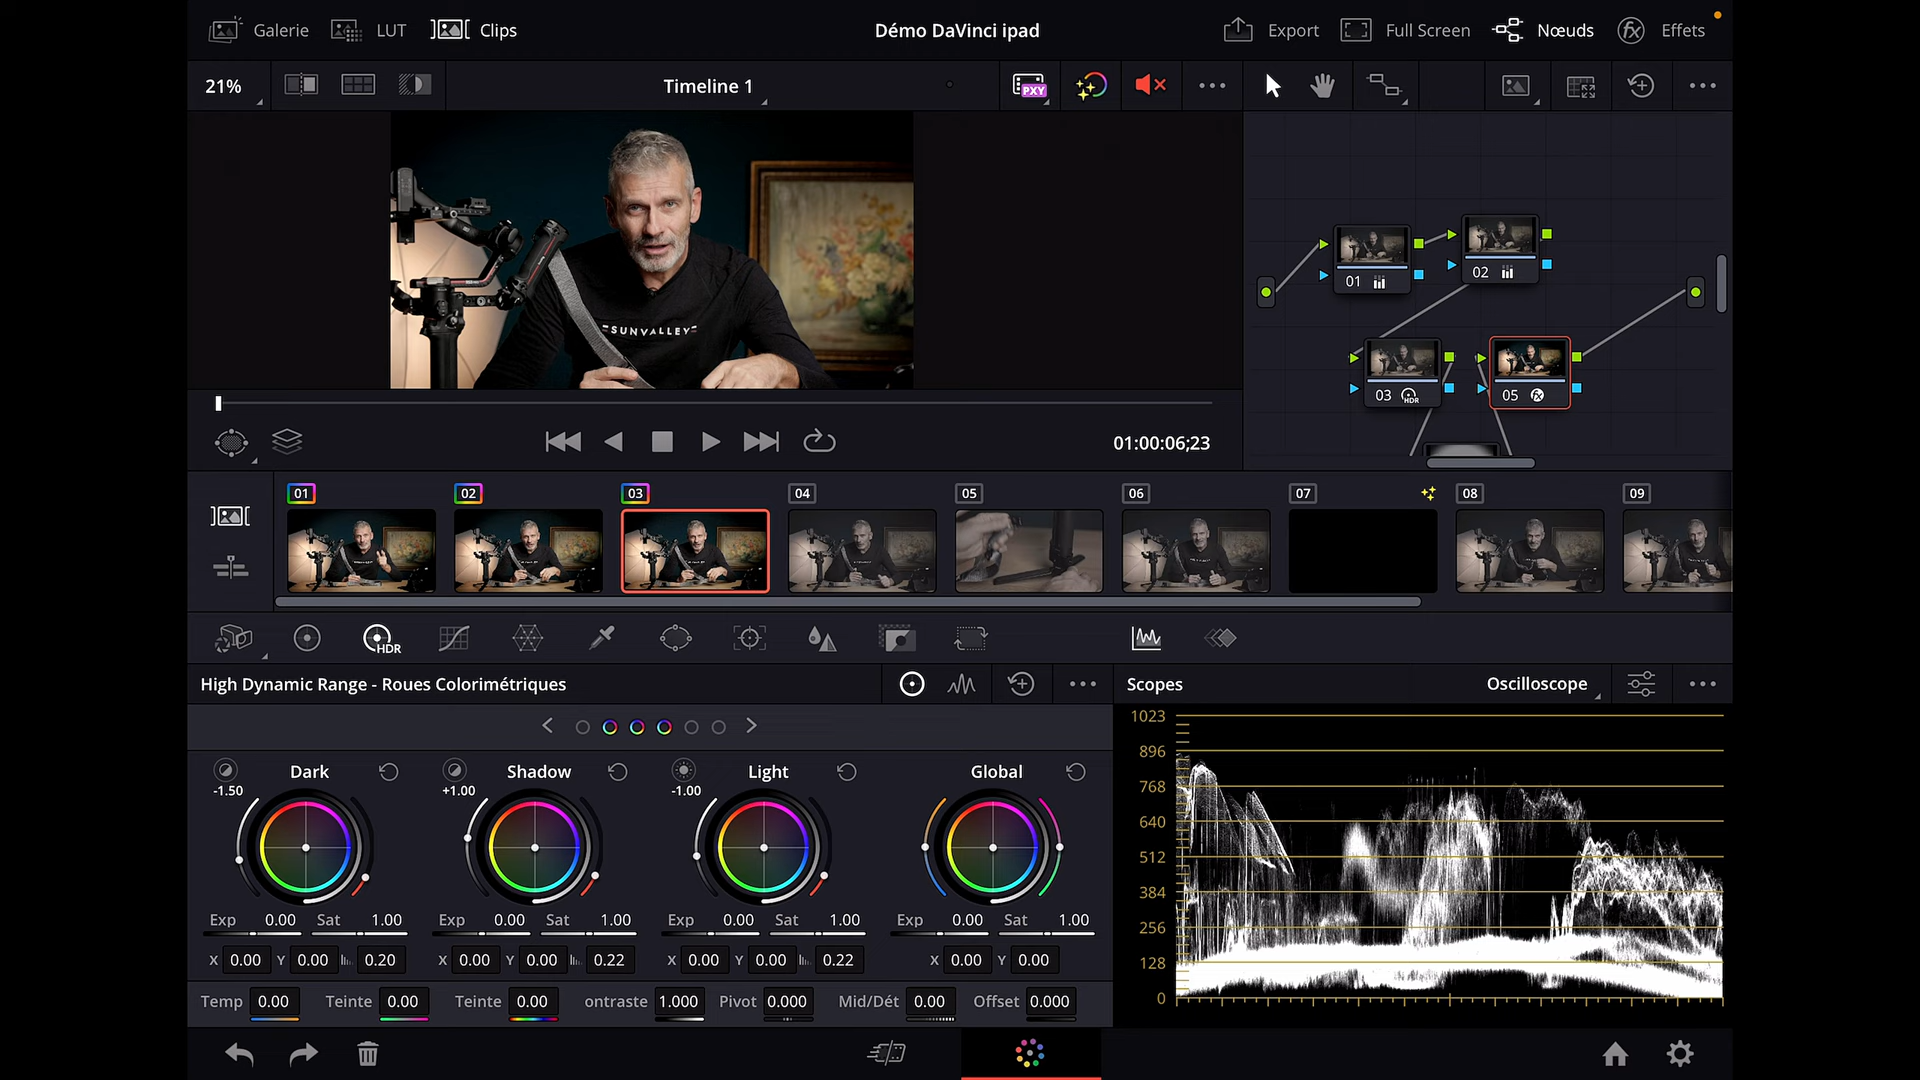 Galerie LUT Clips Démo DaVinci ipad Export Full Screen Nœuds fx Effets
21% Timeline 1 PXY
=SUNVALLEY=
01 02
03 HDR 05 fx
01:00:06;23
01 02 03 04 05 06 07 08 09
HDR
High Dynamic Range - Roues Colorimétriques
Dark Shadow Light Global
-1.50 +1.00 -1.00
Exp 0.00 Sat 1.00 Exp 0.00 Sat 1.00 Exp 0.00 Sat 1.00 Exp 0.00 Sat 1.00
X 0.00 Y 0.00 0.20 X 0.00 Y 0.00 0.22 X 0.00 Y 0.00 0.22 X 0.00 Y 0.00
Temp 0.00 Teinte 0.00 Teinte 0.00 ontraste 1.000 Pivot 0.000 Mid/Dét 0.00 Offset 0.000
Scopes Oscilloscope
1023
896
768
640
512
384
256
128
0